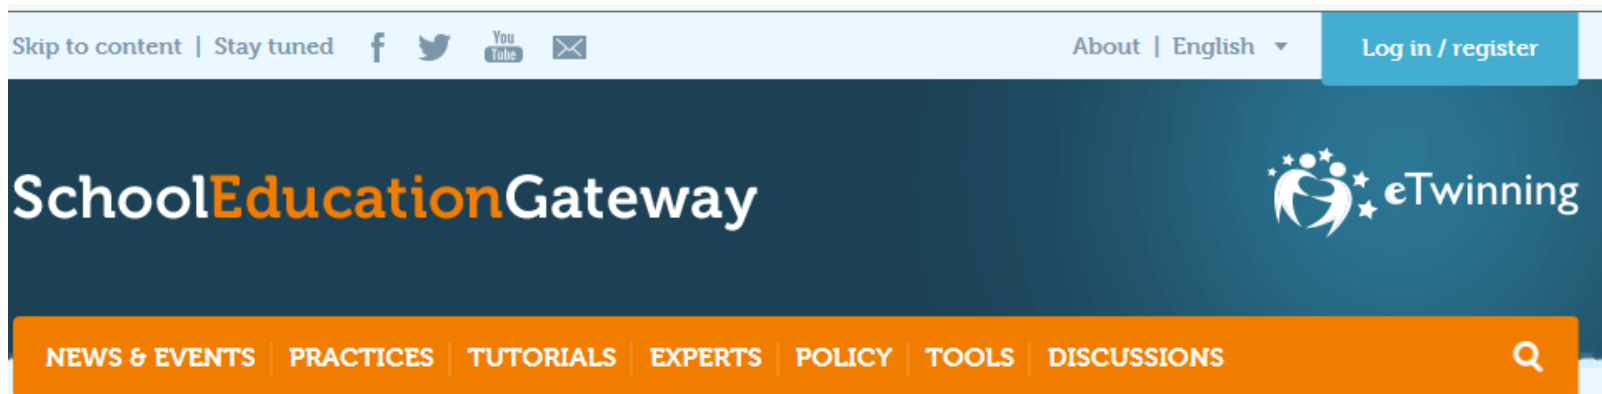 Skip to content | Stay tuned You Tube About | English Log in / register
SchoolEducationGateway eTwinning
NEWS & EVENTS PRACTICES TUTORIALS EXPERTS POLICY TOOLS DISCUSSIONS